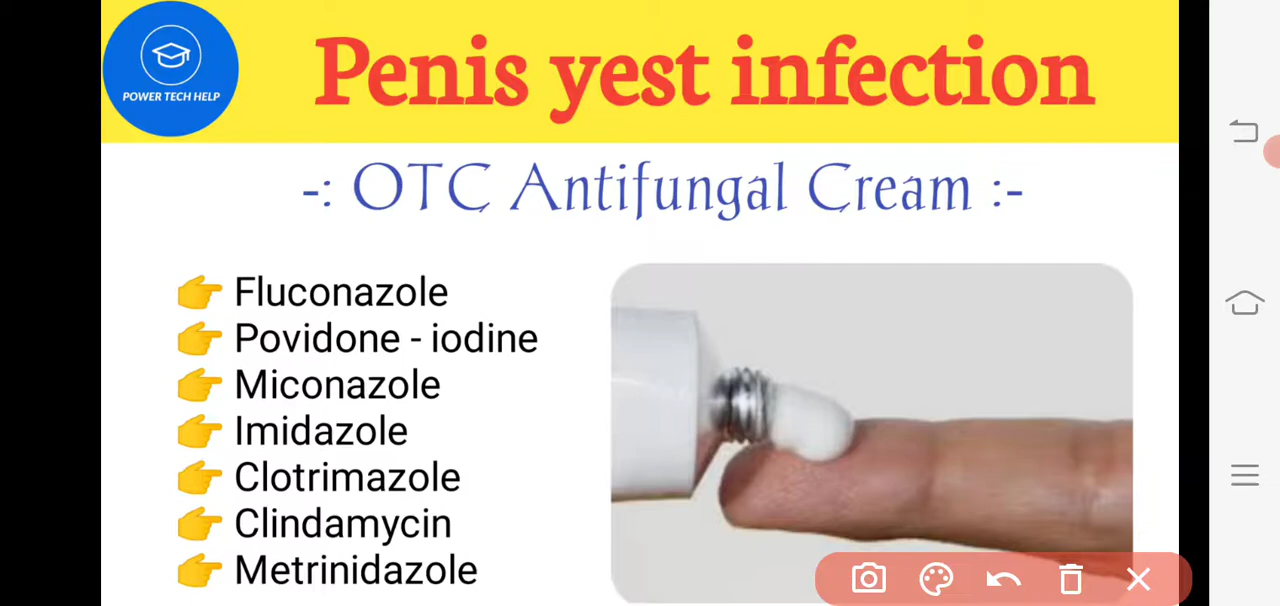 POWER TECH HELP
Penis yest infection
-: OTC Antifungal Cream :-
Fluconazole
Povidone - iodine
Miconazole
Imidazole
Clotrimazole
Clindamycin
Metrinidazole